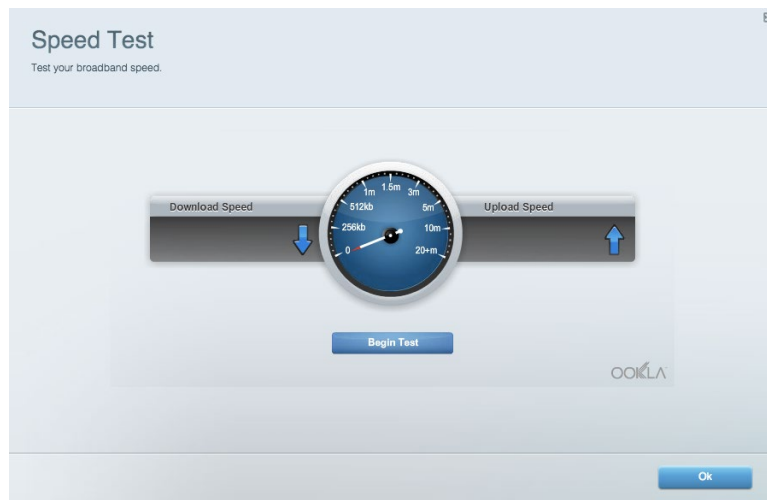 Speed Test
Test your broadband speed.
Download Speed
Upload Speed
0
256kb
512kb
1m
1.5m
3m
5m
10m
20+m
Begin Test
OOKLA
Ok